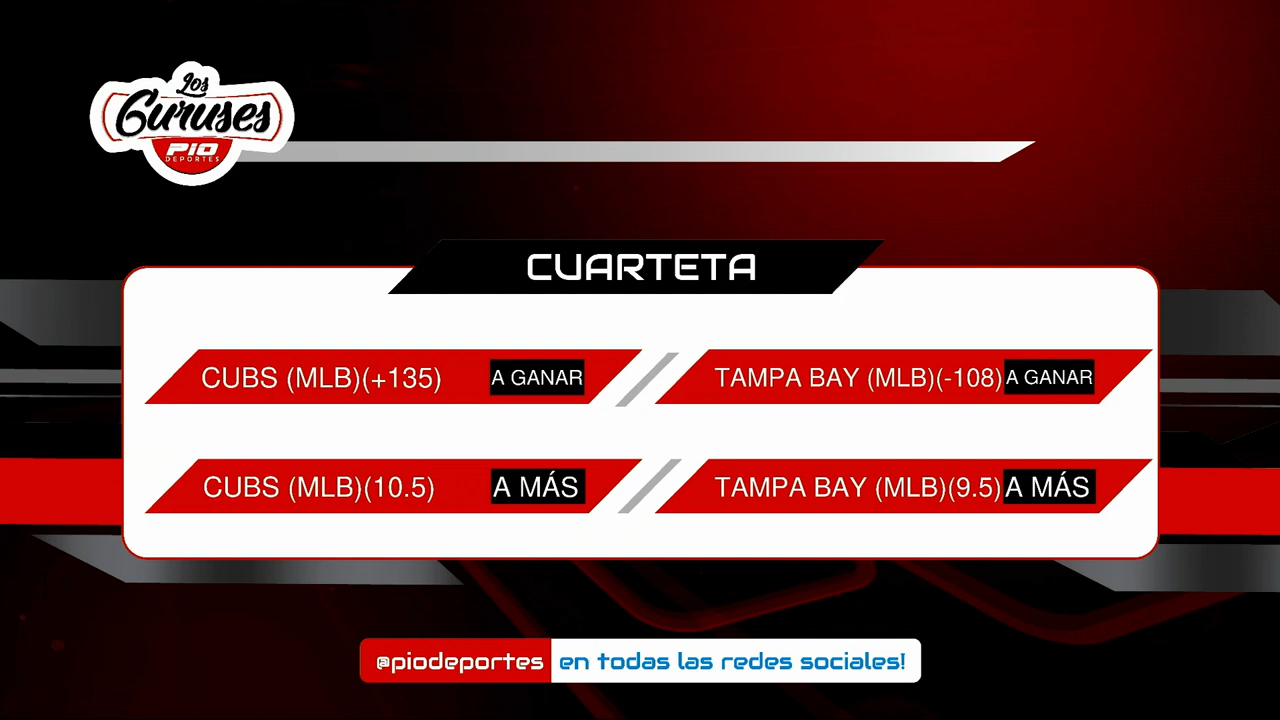 Los
Guruses
PIO
DEPORTES
CUARTETA
CUBS (MLB)(+135) A GANAR
TAMPA BAY (MLB)(-108) A GANAR
CUBS (MLB)(10.5) A MÁS
TAMPA BAY (MLB)(9.5) A MÁS
@piodeportes en todas las redes sociales!